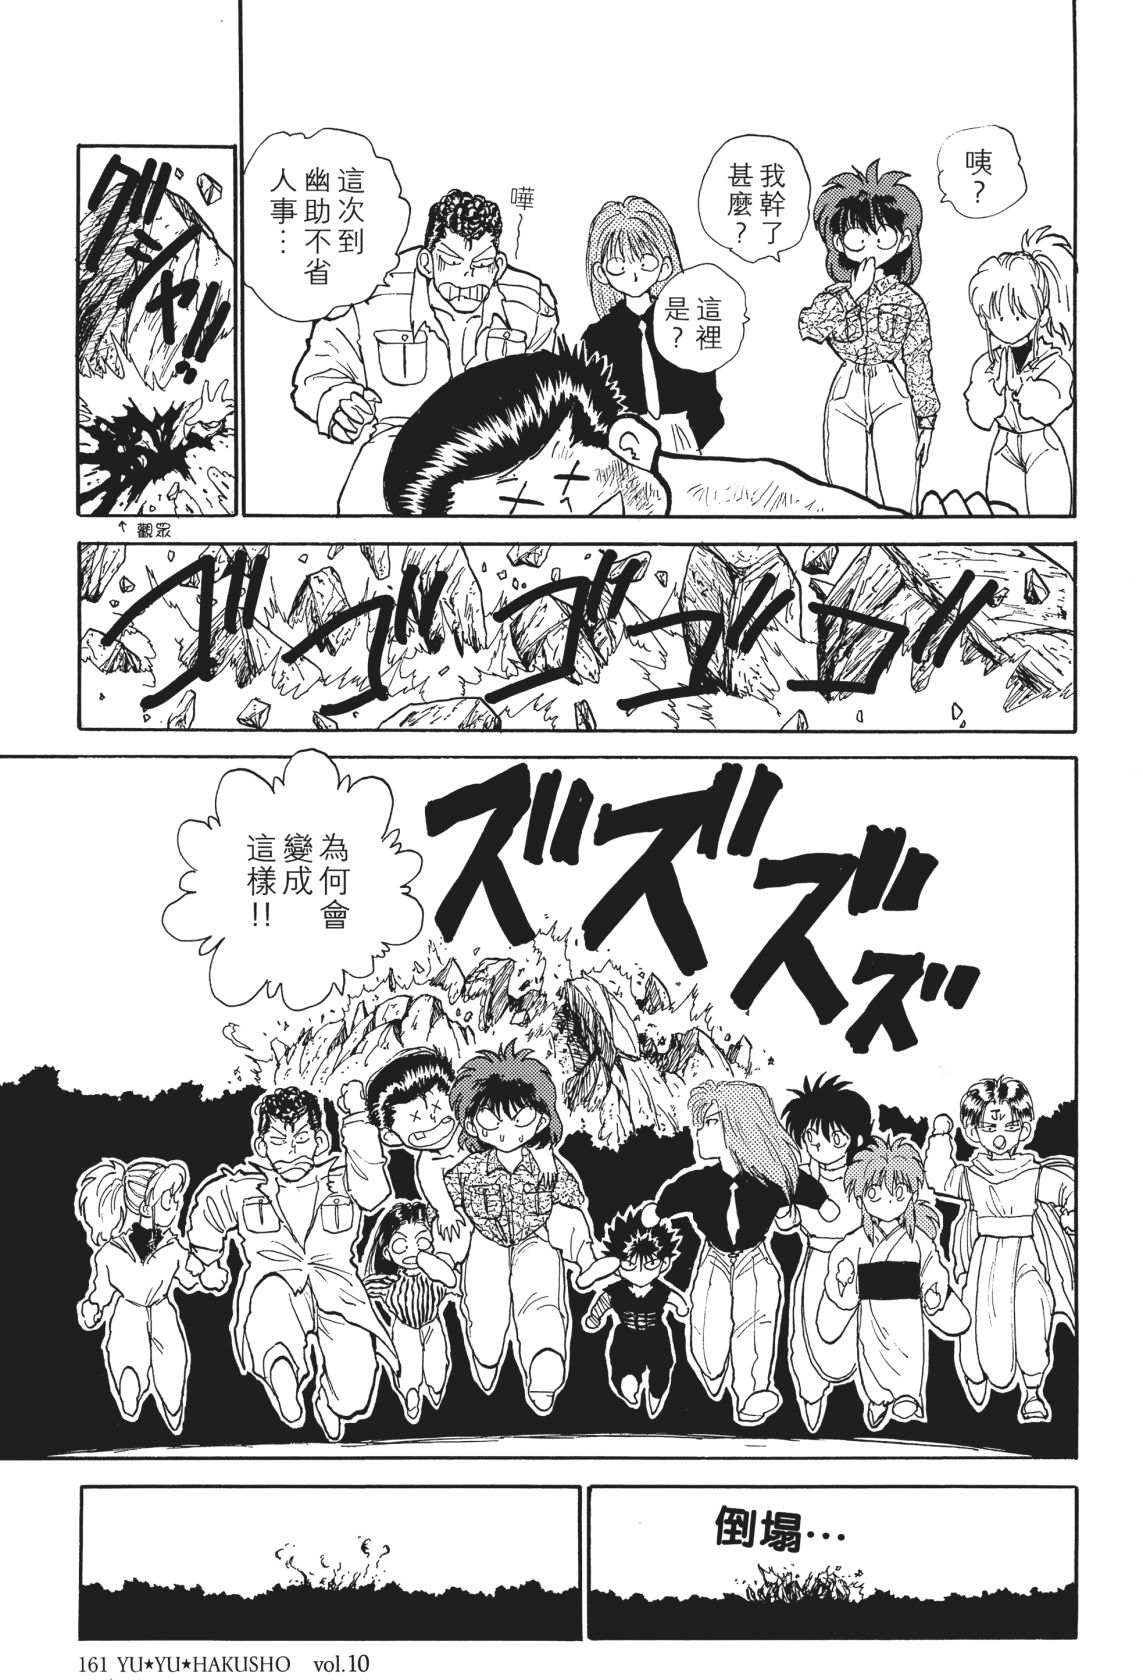 咦?
我幹了
甚麼?
這裡
是?
嘩
這次到
幽助不省
人事…
グシャ!!
↑觀眾
ゴゴゴゴゴ
ズズズズ
為何會
變成
這樣!!
倒塌…
161 YU★YU★HAKUSHO vol.10